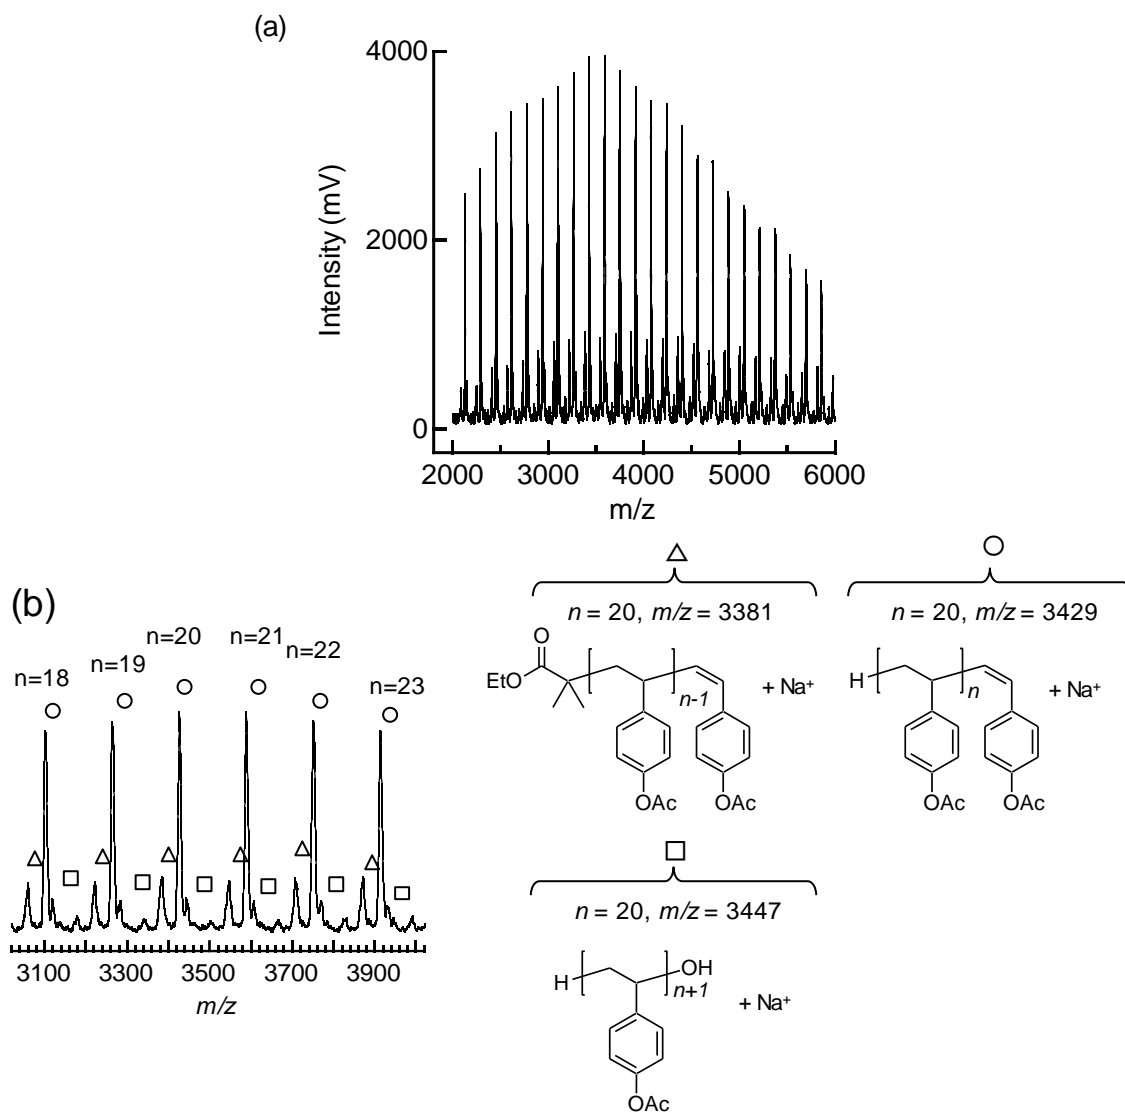 (a)
4000
2000
0
Intensity (mV)
2000 3000 4000 5000 6000
m/z
(b)
n=18
n=19
n=20
n=21
n=22
n=23
3100 3300 3500 3700 3900
m/z
n = 20, m/z = 3381
O
EtO
n-1
+ Na⁺
OAc OAc
n = 20, m/z = 3429
H
n
+ Na⁺
OAc OAc
n = 20, m/z = 3447
H
OH
n+1
+ Na⁺
OAc